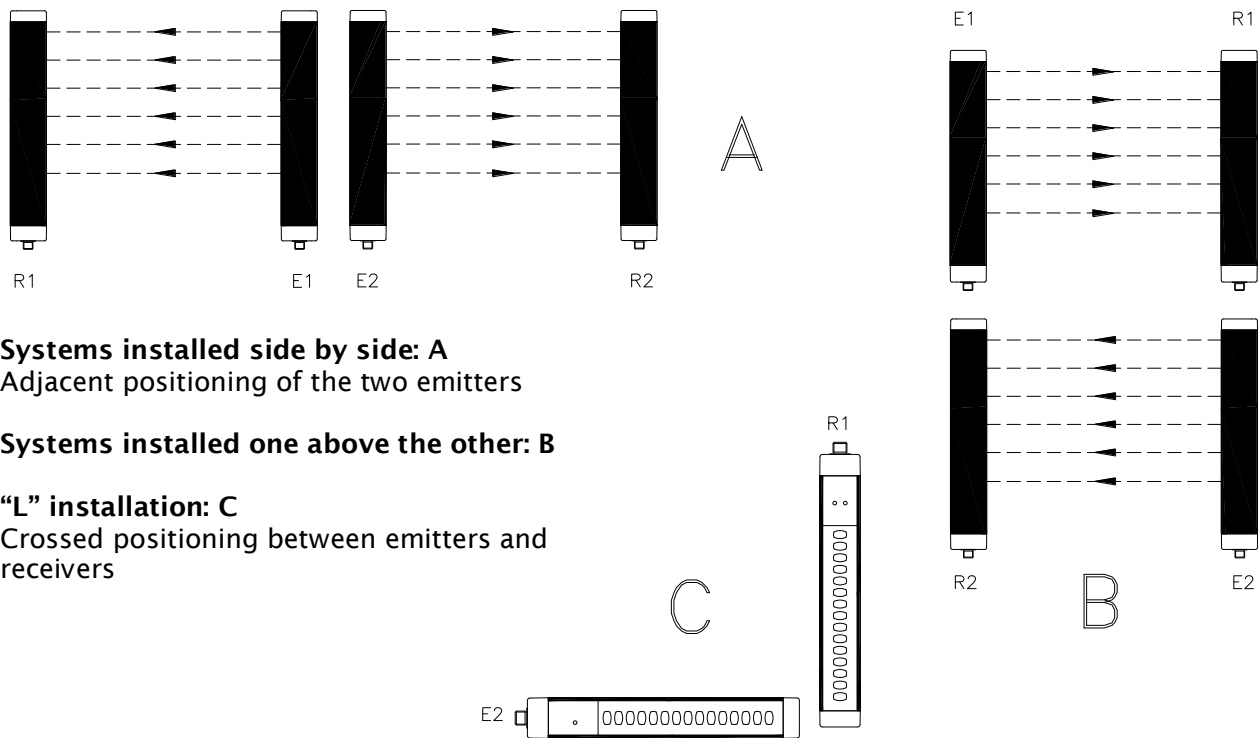 E1 R1
A
R1 E1 E2 R2
Systems installed side by side: A
Adjacent positioning of the two emitters
Systems installed one above the other: B
“L” installation: C
Crossed positioning between emitters and
receivers
R1
R2 E2
B
C
E2